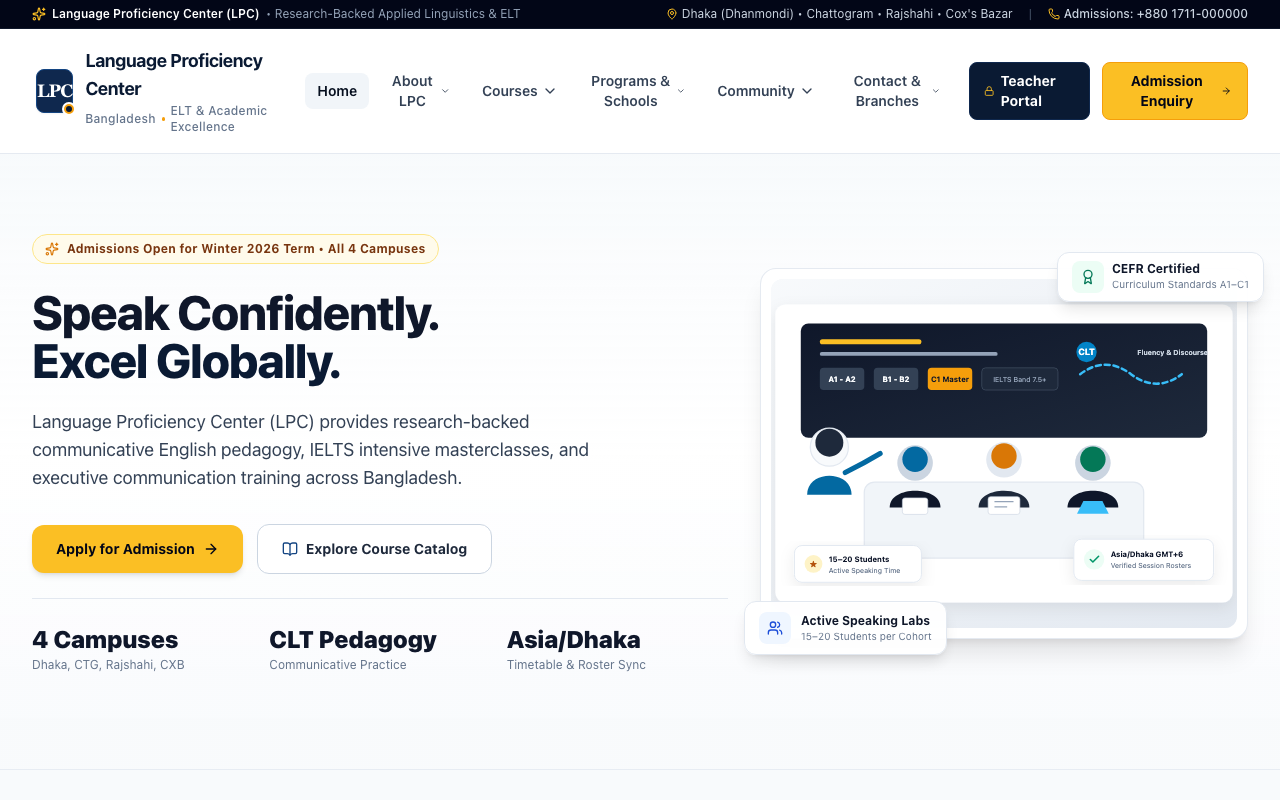 Language Proficiency Center (LPC) • Research-Backed Applied Linguistics & ELT
Dhaka (Dhanmondi) • Chattogram • Rajshahi • Cox's Bazar | Admissions: +880 1711-000000
LPC
Language Proficiency
Center
Bangladesh • ELT & Academic
Excellence
Home
About
LPC
Courses
Programs &
Schools
Community
Contact &
Branches
Teacher
Portal
Admission
Enquiry
Admissions Open for Winter 2026 Term • All 4 Campuses
Speak Confidently.
Excel Globally.
Language Proficiency Center (LPC) provides research-backed
communicative English pedagogy, IELTS intensive masterclasses, and
executive communication training across Bangladesh.
Apply for Admission
Explore Course Catalog
4 Campuses
Dhaka, CTG, Rajshahi, CXB
CLT Pedagogy
Communicative Practice
Asia/Dhaka
Timetable & Roster Sync
CEFR Certified
Curriculum Standards A1–C1
CLT
Fluency & Discourse
A1 - A2
B1 - B2
C1 Master
IELTS Band 7.5+
15–20 Students
Active Speaking Time
Asia/Dhaka GMT+6
Verified Session Rosters
Active Speaking Labs
15–20 Students per Cohort